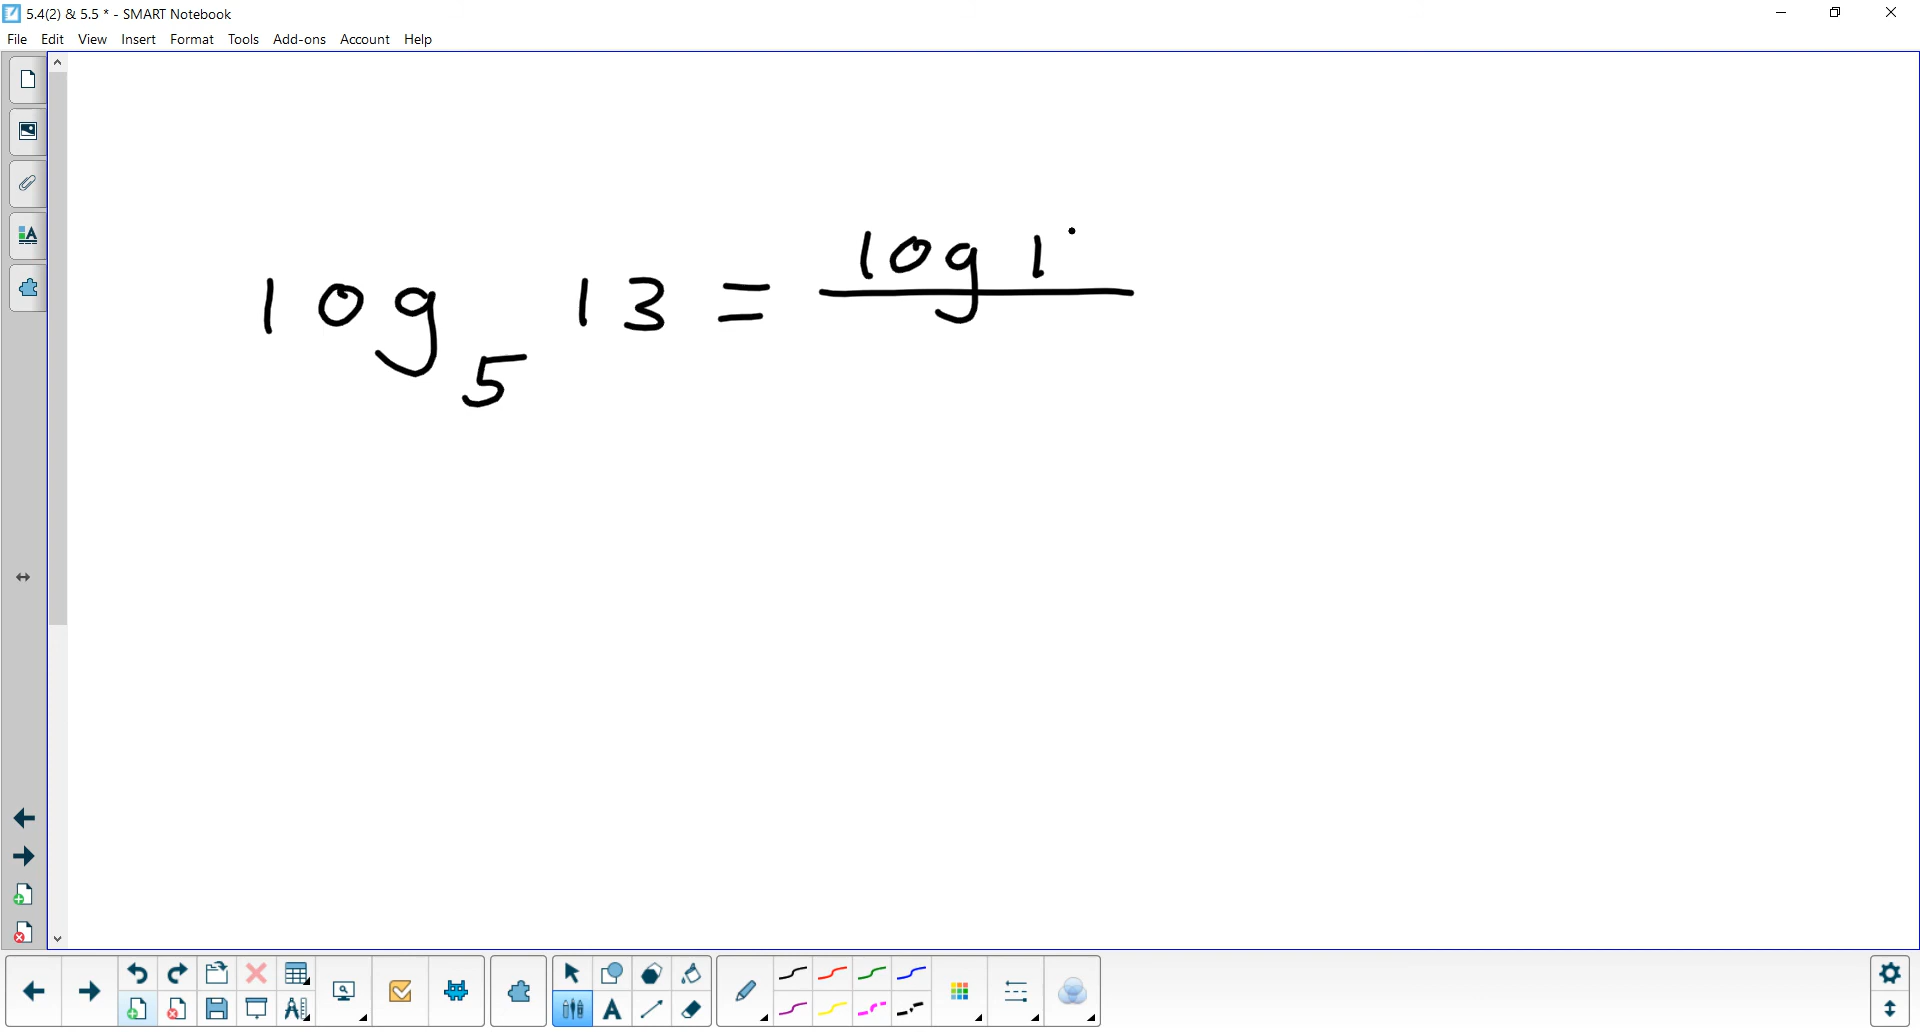 5.4(2) & 5.5 * - SMART Notebook
File Edit View Insert Format Tools Add-ons Account Help
log₅ 13 = log 1